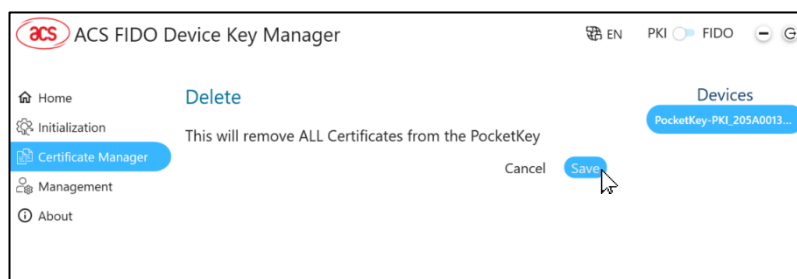 acs ACS FIDO Device Key Manager EN PKI FIDO
Home
Initialization
Certificate Manager
Management
About
Delete
This will remove ALL Certificates from the PocketKey
Cancel Save
Devices
PocketKey-PKI_205A0013...